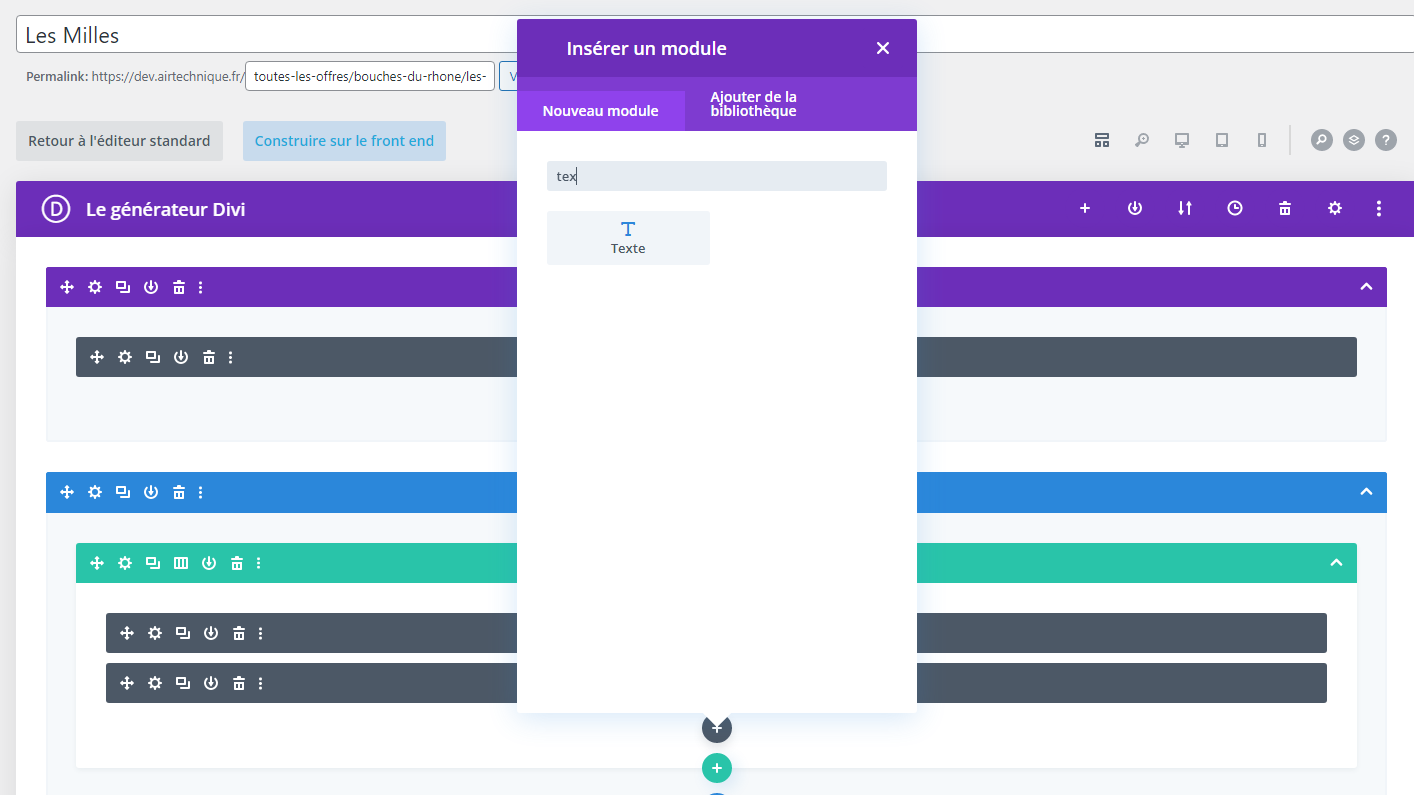 Les Milles
Insérer un module
Permalink: https://dev.airtechnique.fr/ toutes-les-offres/bouches-du-rhone/les- V
Nouveau module
Ajouter de la
bibliothèque
Retour à l'éditeur standard
Construire sur le front end
tex
Le générateur Divi
Texte